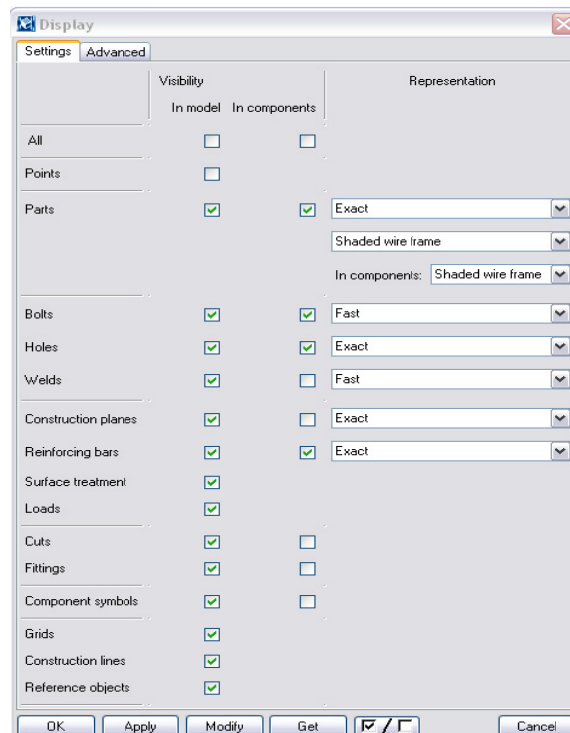 Display
Settings Advanced
Visibility Representation
In model In components
All
Points
Parts Exact
Shaded wire frame
In components: Shaded wire frame
Bolts Fast
Holes Exact
Welds Fast
Construction planes Exact
Reinforcing bars Exact
Surface treatment
Loads
Cuts
Fittings
Component symbols
Grids
Construction lines
Reference objects
OK Apply Modify Get / Cancel